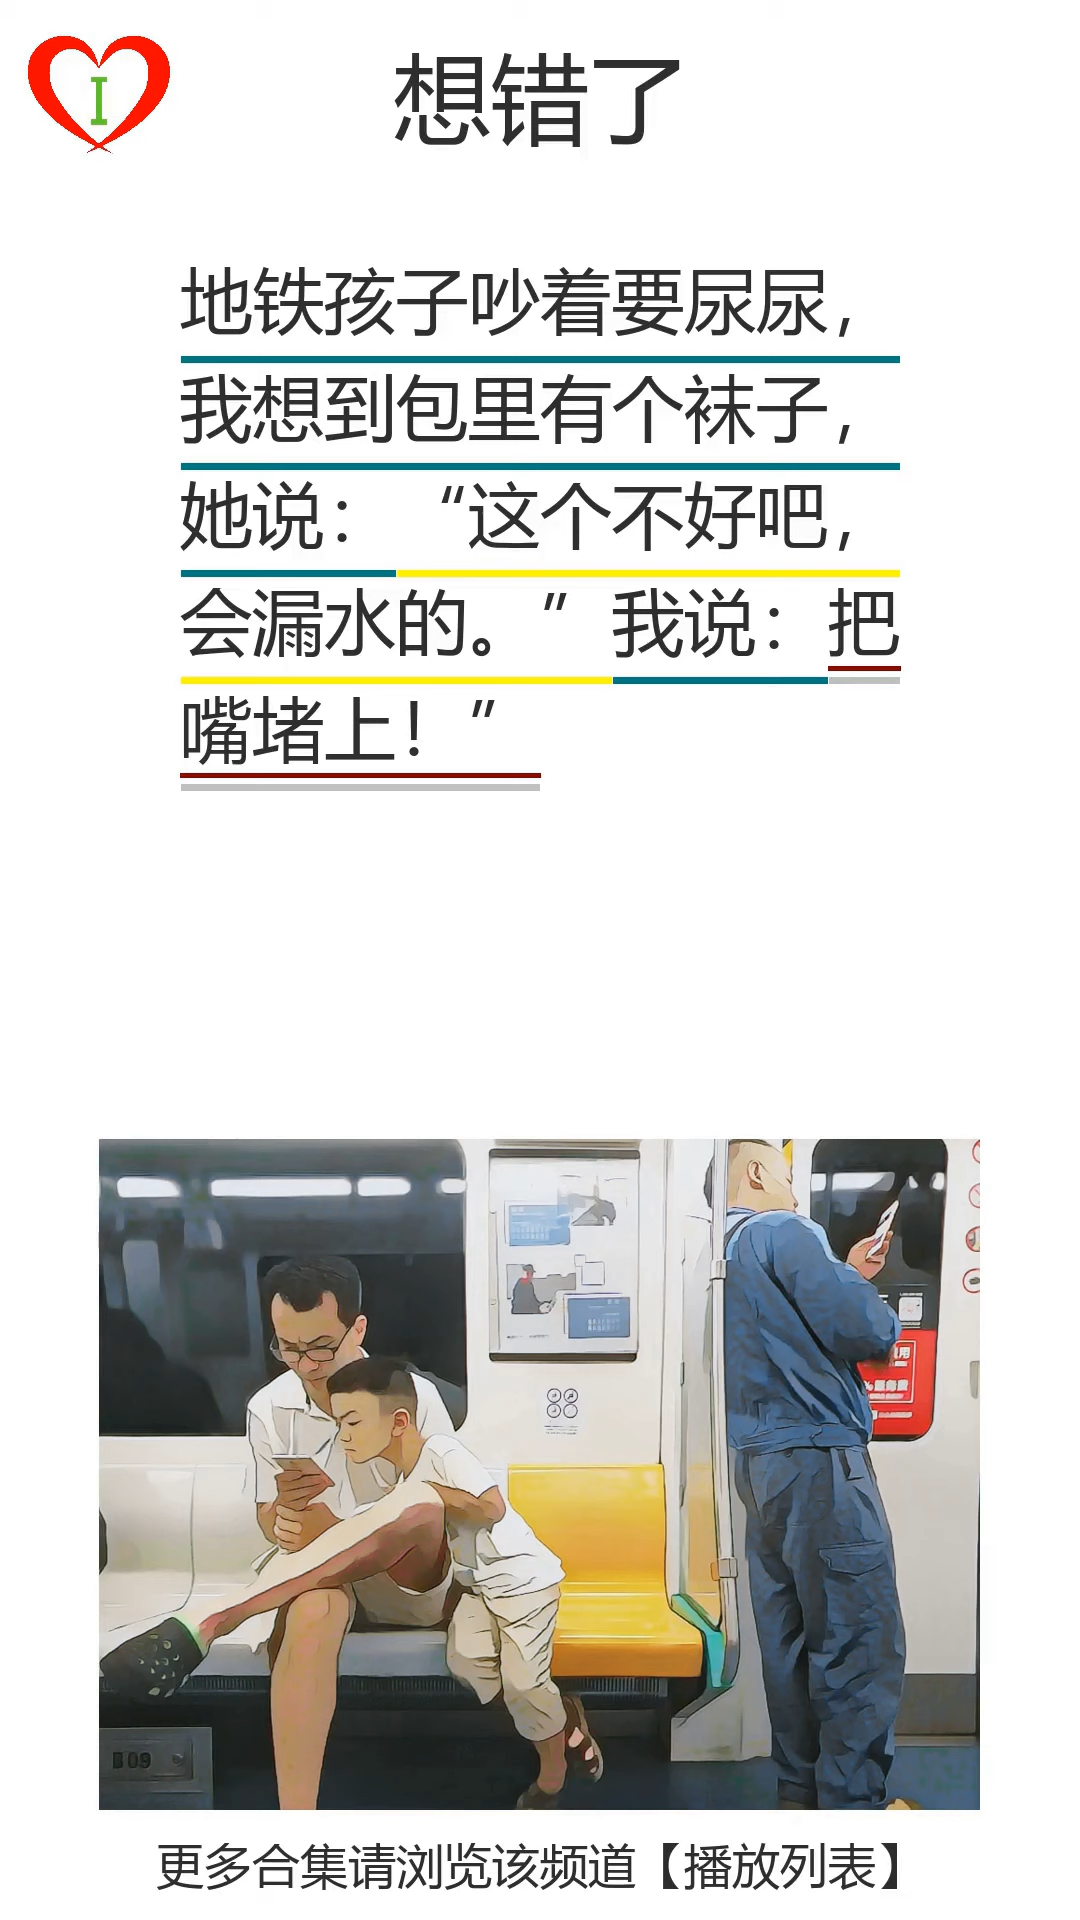 I
想错了
地铁孩子吵着要尿尿，
我想到包里有个袜子，
她说：“这个不好吧，
会漏水的。”我说：把
嘴堵上！”
09
更多合集请浏览该频道【播放列表】